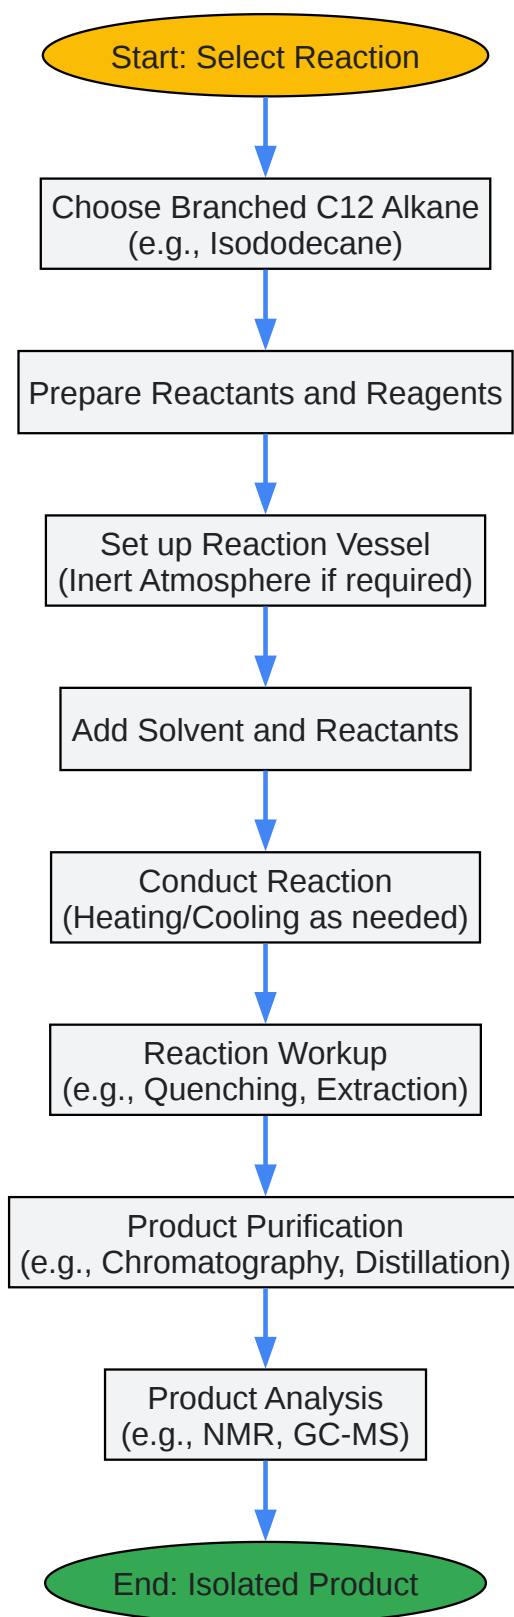 Start: Select Reaction
Choose Branched C12 Alkane
(e.g., Isododecane)
Prepare Reactants and Reagents
Set up Reaction Vessel
(Inert Atmosphere if required)
Add Solvent and Reactants
Conduct Reaction
(Heating/Cooling as needed)
Reaction Workup
(e.g., Quenching, Extraction)
Product Purification
(e.g., Chromatography, Distillation)
Product Analysis
(e.g., NMR, GC-MS)
End: Isolated Product